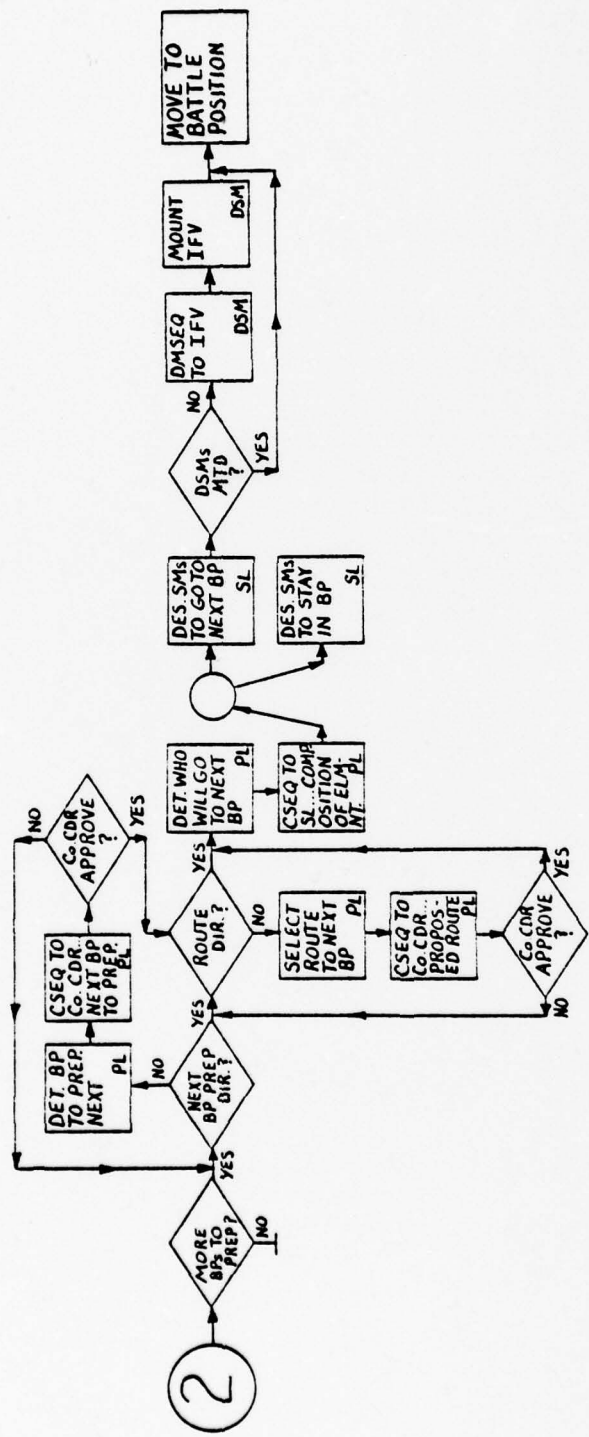 2
MORE
BPs TO
PREP?
NO
YES
NEXT
BP PREP
DIR.?
NO
YES
DET. BP
TO PREP.
NEXT
PL
CSEQ TO
Co. CDR...
NEXT BP
TO PREP.
PL
Co. CDR
APPROVE
?
NO
YES
ROUTE
DIR.?
NO
YES
SELECT
ROUTE
TO NEXT
BP
PL
CSEQ TO
Co. CDR...
PROPOS-
ED ROUTE
PL
Co. CDR
APPROVE
?
NO
YES
DET. WHO
WILL GO
TO NEXT
BP
PL
CSEQ TO
SL...COMP.
OSITION
OF ELM-
NT.
PL
DES. SMs
TO GO TO
NEXT BP
SL
DES. SMs
TO STAY
IN BP
SL
DSMs
MTD
?
NO
YES
DMSEQ
TO IFV
DSM
MOUNT
IFV
DSM
MOVE TO
BATTLE
POSITION